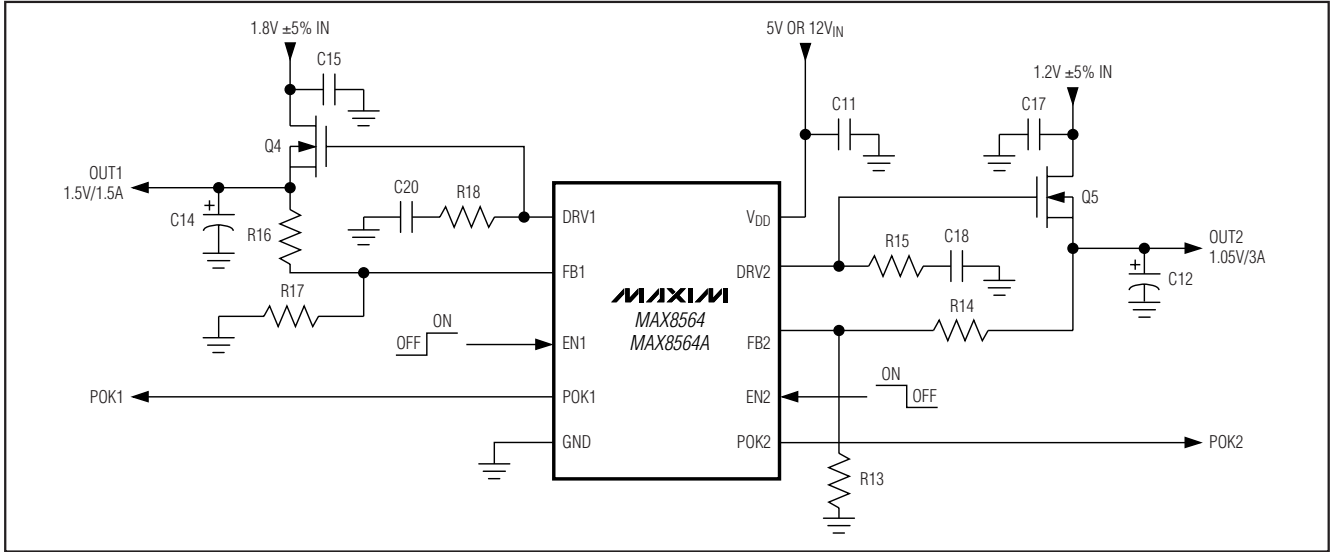 1.8V ±5% IN
C15
Q4
OUT1
1.5V/1.5A
C14
R16
C20
R18
R17
OFF
ON
POK1
5V OR 12VIN
C11
1.2V ±5% IN
C17
Q5
OUT2
1.05V/3A
C12
R15
C18
R14
ON
OFF
POK2
R13
DRV1
FB1
EN1
POK1
GND
VDD
DRV2
FB2
EN2
POK2
MAXIM
MAX8564
MAX8564A
+
+